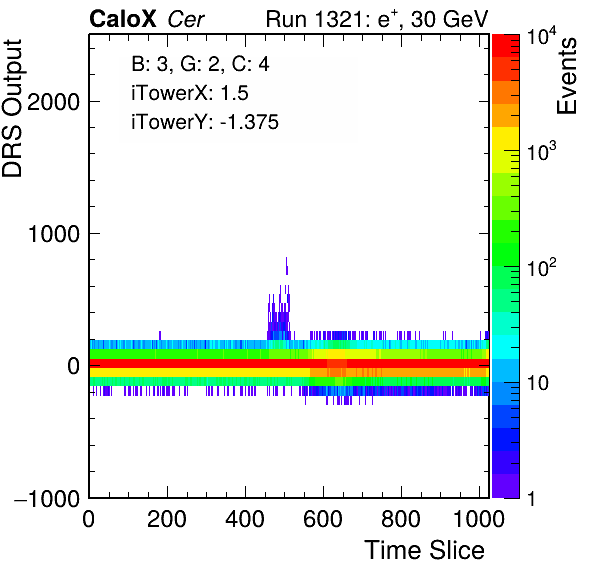 CaloX Cer Run 1321: e+, 30 GeV
B: 3, G: 2, C: 4
iTowerX: 1.5
iTowerY: -1.375
DRS Output
2000
1000
0
−1000
0 200 400 600 800 1000
Time Slice
Events
10^4
10^3
10^2
10
1